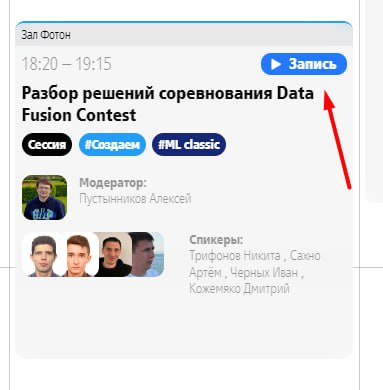 Зал Фотон
18:20 – 19:15
Запись
Разбор решений соревнования Data
Fusion Contest
Сессия #Создаем #ML classic
Модератор:
Пустынников Алексей
Спикеры:
Трифонов Никита , Сахно
Артём , Черных Иван ,
Кожемяко Дмитрий